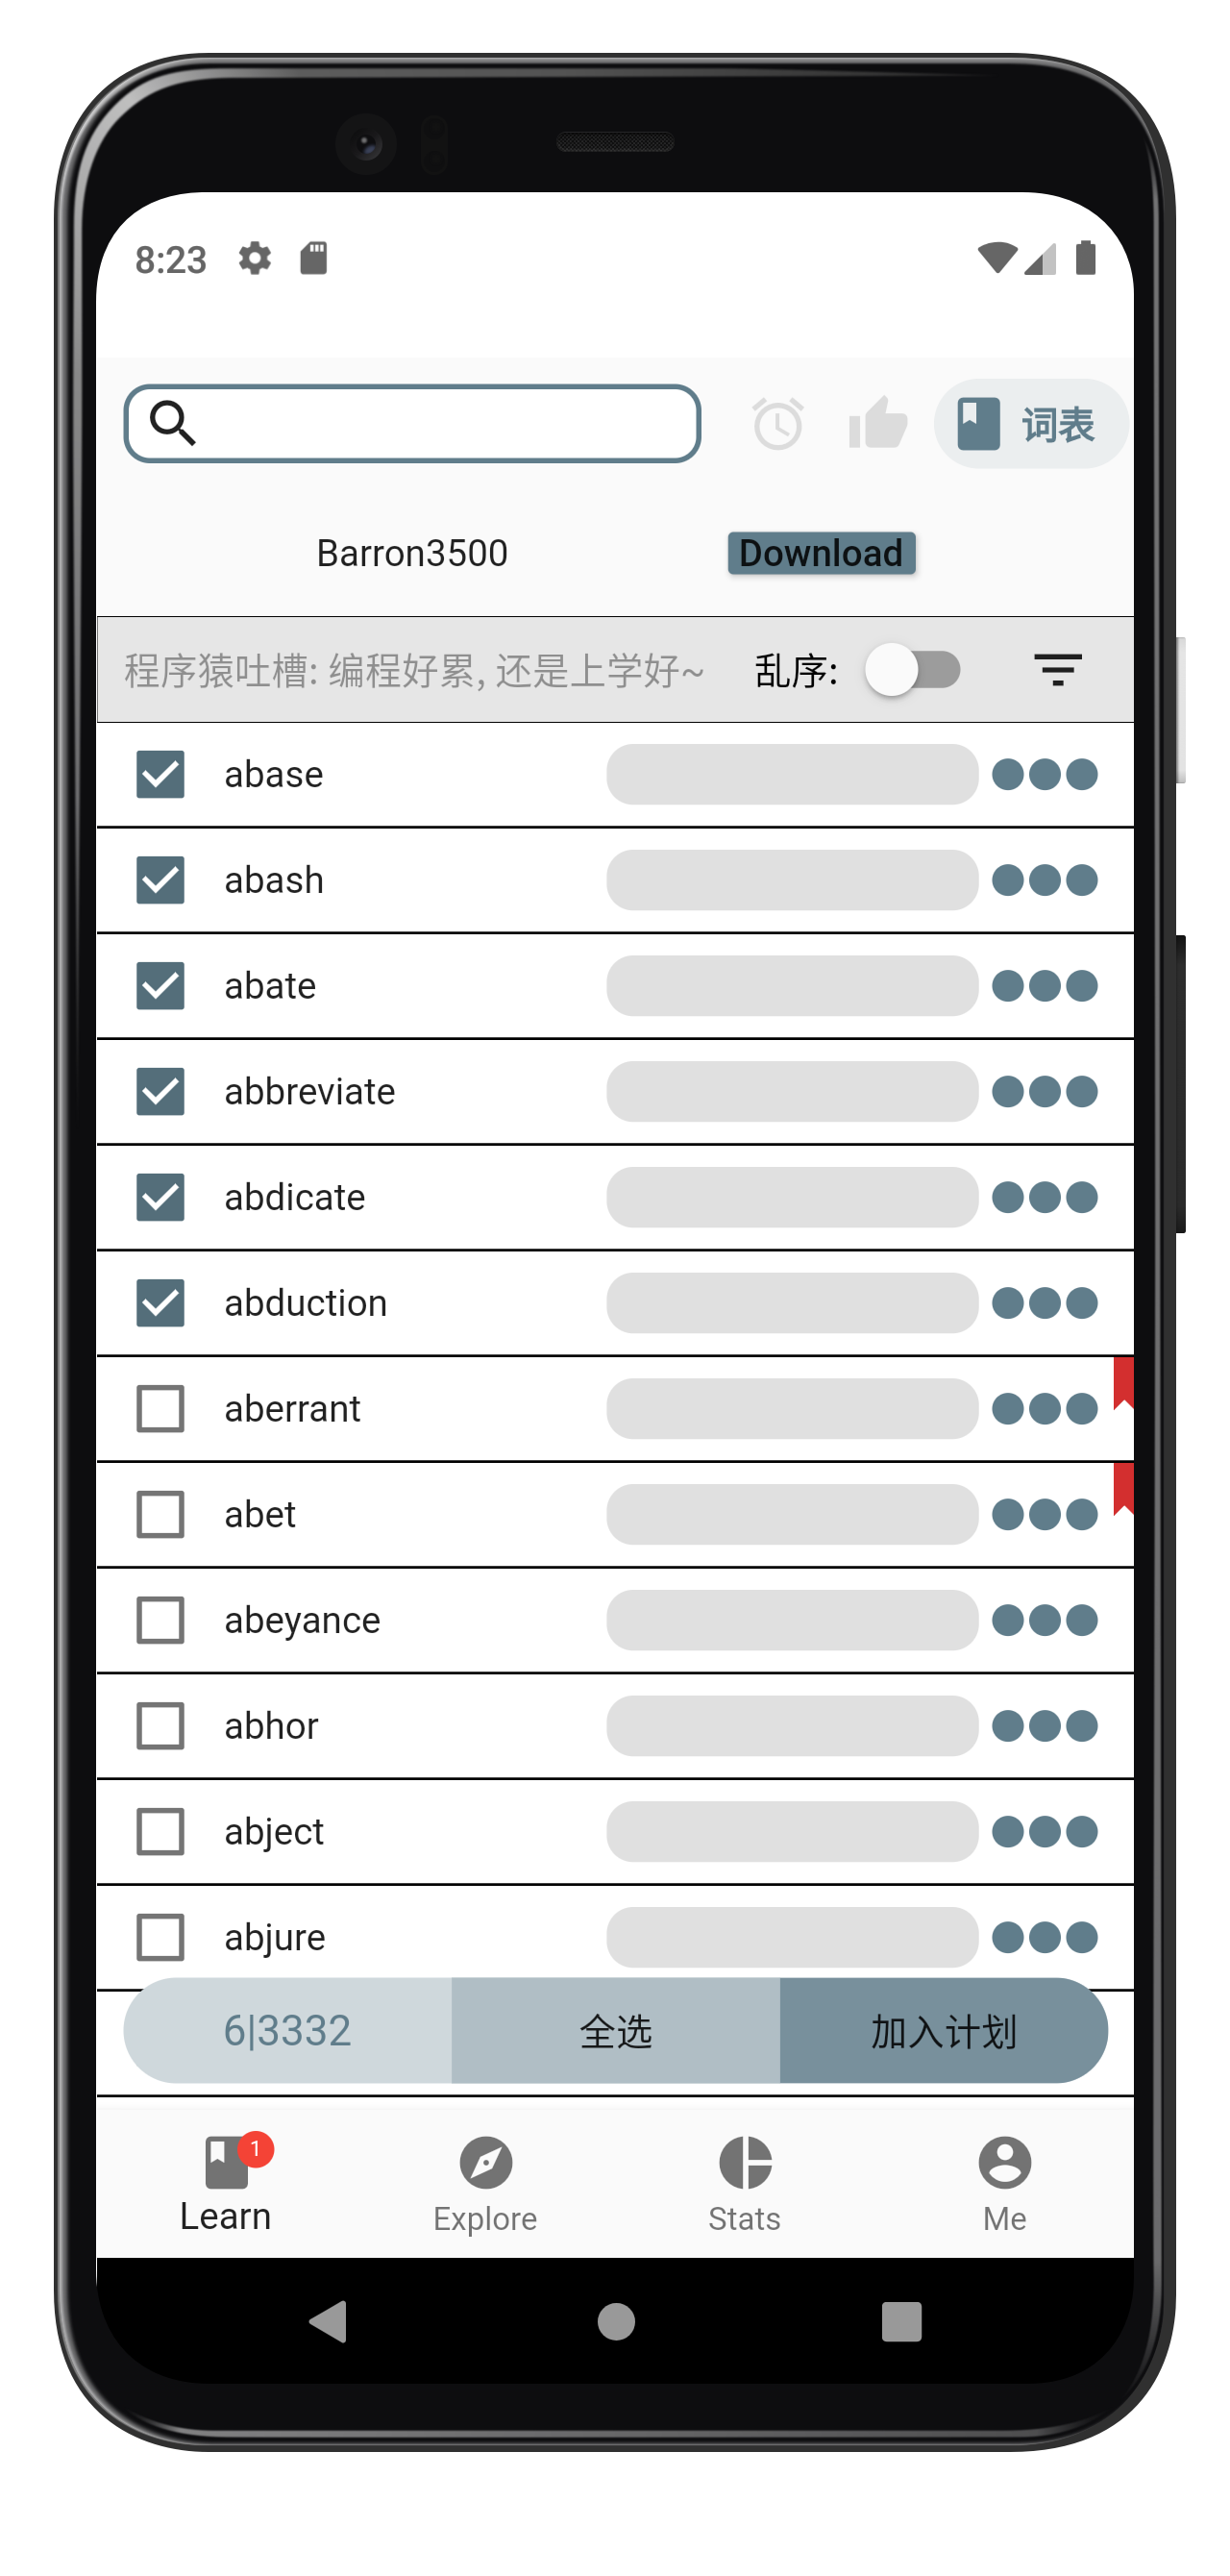 8:23
词表
Barron3500 Download
程序猿吐槽: 编程好累, 还是上学好~ 乱序:
abase
abash
abate
abbreviate
abdicate
abduction
aberrant
abet
abeyance
abhor
abject
abjure
6|3332 全选 加入计划
1
Learn Explore Stats Me